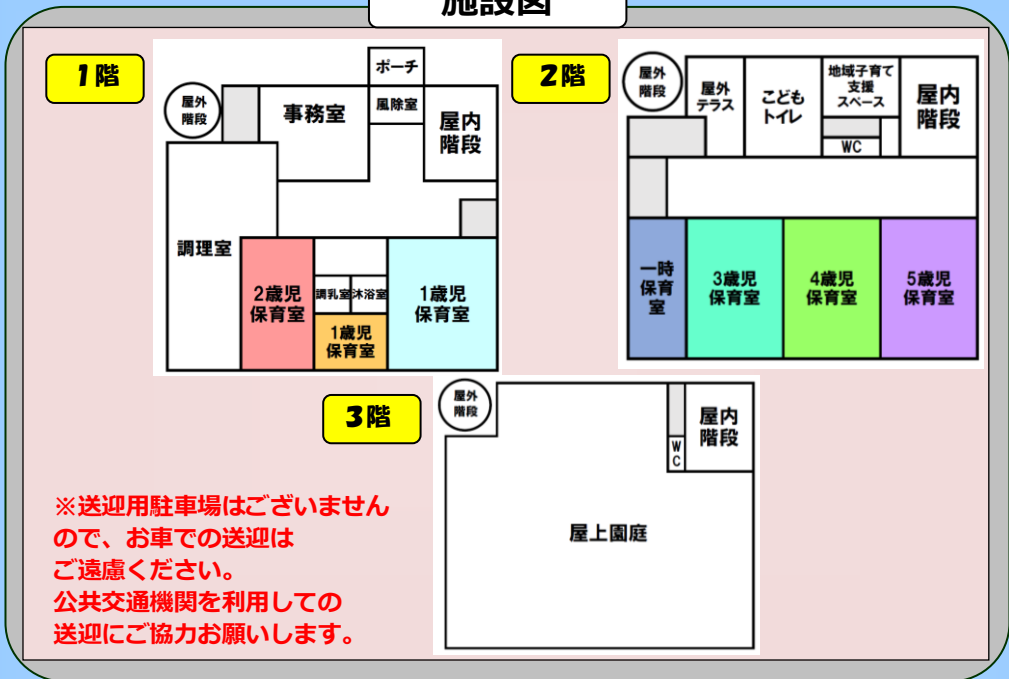 施設図
1階
ポーチ
屋外
階段
事務室
風除室
屋内
階段
調理室
2歳児
保育室
調乳室
沐浴室
1歳児
保育室
1歳児
保育室
2階
屋外
階段
屋外
テラス
こども
トイレ
地域子育て
支援
スペース
WC
屋内
階段
一時
保育
室
3歳児
保育室
4歳児
保育室
5歳児
保育室
3階
屋外
階段
W
C
屋内
階段
屋上園庭
※送迎用駐車場はございません
ので、お車での送迎は
ご遠慮ください。
公共交通機関を利用しての
送迎にご協力お願いします。